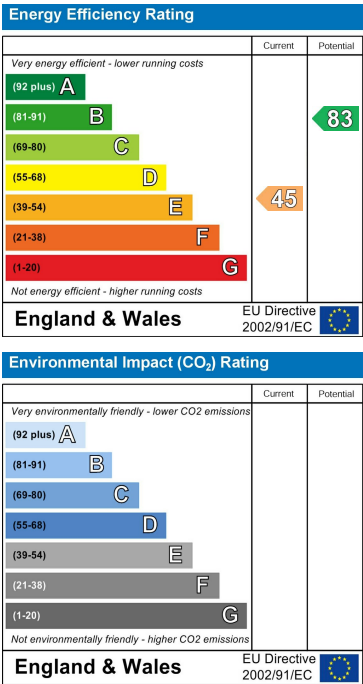 Energy Efficiency Rating
Current Potential
Very energy efficient - lower running costs
(92 plus) A
(81-91) B
83
(69-80) C
(55-68) D
(39-54) E
45
(21-38) F
(1-20) G
Not energy efficient - higher running costs
England & Wales
EU Directive
2002/91/EC
Environmental Impact (CO₂) Rating
Current Potential
Very environmentally friendly - lower CO2 emissions
(92 plus) A
(81-91) B
(69-80) C
(55-68) D
(39-54) E
(21-38) F
(1-20) G
Not environmentally friendly - higher CO2 emissions
England & Wales
EU Directive
2002/91/EC